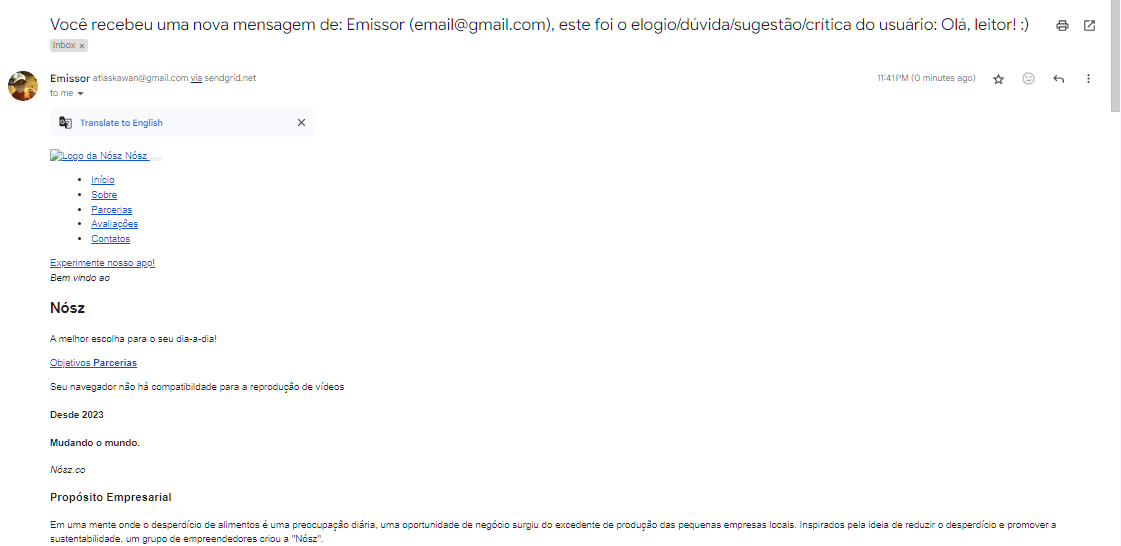 Você recebeu uma nova mensagem de: Emissor (email@gmail.com), este foi o elogio/dúvida/sugestão/crítica do usuário: Olá, leitor! :)
Inbox ×
Emissor atlaskawan@gmail.com via sendgrid.net
11:41 PM (0 minutes ago)
to me
Translate to English
Logo da Nósz Nósz
Início
Sobre
Parcerias
Avaliações
Contatos
Experimente nosso app!
Bem vindo ao
Nósz
A melhor escolha para o seu dia-a-dia!
Objetivos Parcerias
Seu navegador não há compatibildade para a reprodução de vídeos
Desde 2023
Mudando o mundo.
Nósz.co
Propósito Empresarial
Em uma mente onde o desperdício de alimentos é uma preocupação diária, uma oportunidade de negócio surgiu do excedente de produção das pequenas empresas locais. Inspirados pela ideia de reduzir o desperdício e promover a
sustentabilidade, um grupo de empreendedores criou a "Nósz".